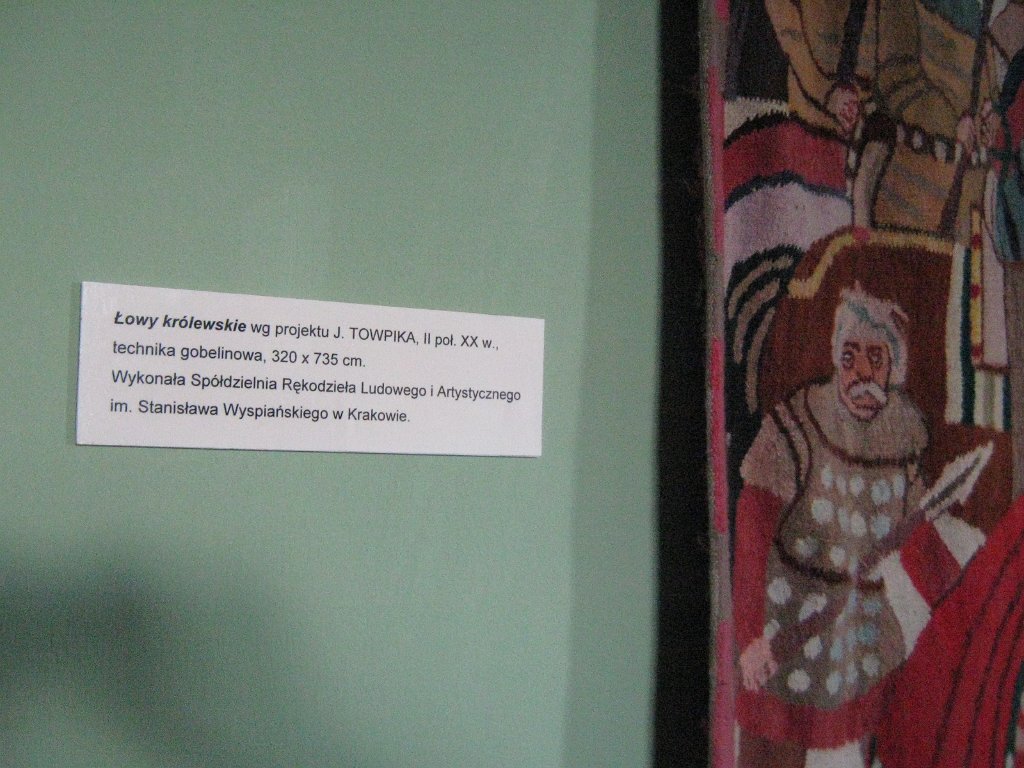 Łowy królewskie wg projektu J. TOWPIKA, II poł. XX w.,
technika gobelinowa, 320 x 735 cm.
Wykonała Spółdzielnia Rękodzieła Ludowego i Artystycznego
im. Stanisława Wyspiańskiego w Krakowie.